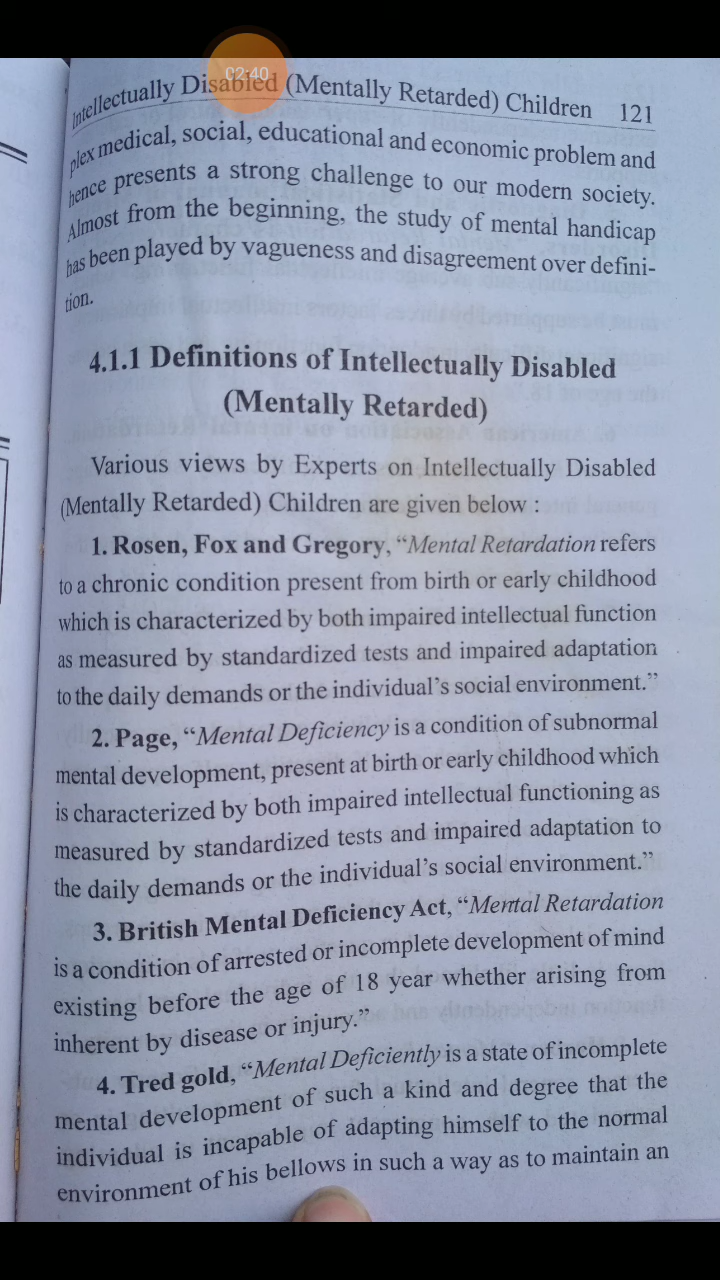 02:40
Intellectually Disabled (Mentally Retarded) Children 121
plex medical, social, educational and economic problem and
hence presents a strong challenge to our modern society.
Almost from the beginning, the study of mental handicap
has been played by vagueness and disagreement over defini-
tion.
4.1.1 Definitions of Intellectually Disabled
(Mentally Retarded)
Various views by Experts on Intellectually Disabled
(Mentally Retarded) Children are given below :
1. Rosen, Fox and Gregory, “Mental Retardation refers
to a chronic condition present from birth or early childhood
which is characterized by both impaired intellectual function
as measured by standardized tests and impaired adaptation
to the daily demands or the individual’s social environment.”
2. Page, “Mental Deficiency is a condition of subnormal
mental development, present at birth or early childhood which
is characterized by both impaired intellectual functioning as
measured by standardized tests and impaired adaptation to
the daily demands or the individual’s social environment.”
3. British Mental Deficiency Act, “Mental Retardation
is a condition of arrested or incomplete development of mind
existing before the age of 18 year whether arising from
inherent by disease or injury.”
4. Tred gold, “Mental Deficiently is a state of incomplete
mental development of such a kind and degree that the
individual is incapable of adapting himself to the normal
environment of his bellows in such a way as to maintain an